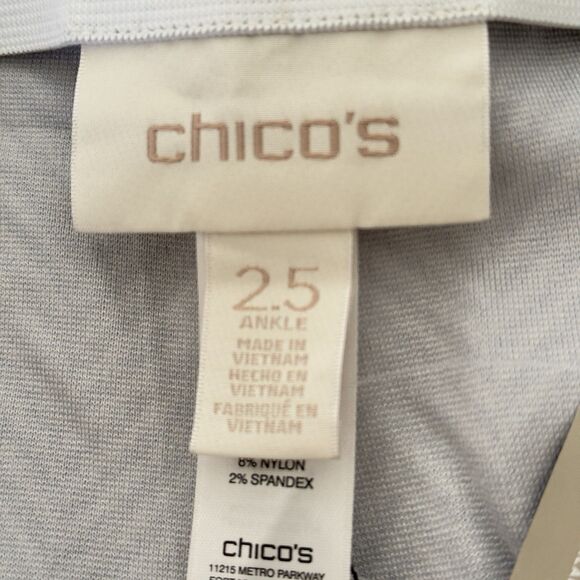 chico's
2.5
ANKLE
MADE IN
VIETNAM
HECHO EN
VIETNAM
FABRIQUÉ EN
VIETNAM
8% NYLON
2% SPANDEX
chico's
11215 METRO PARKWAY